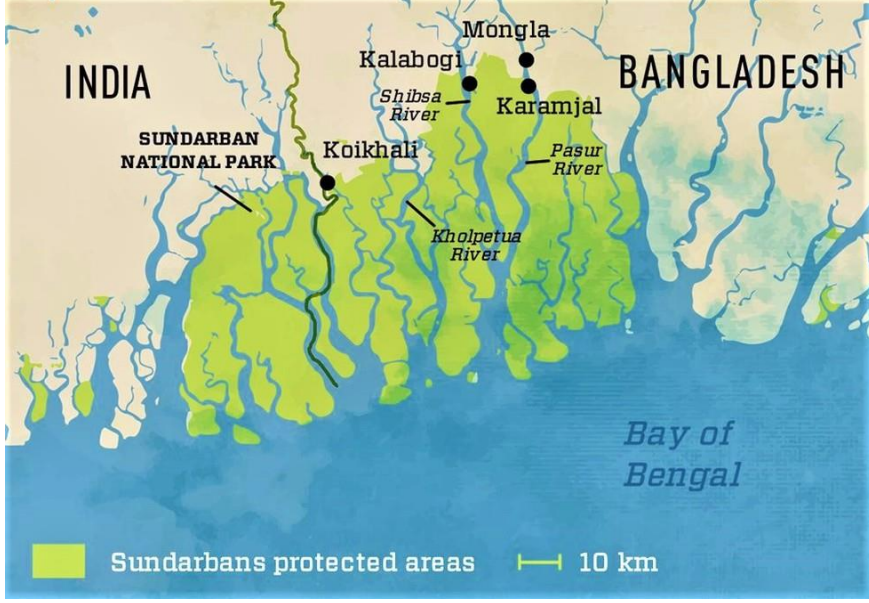 Mongla
Kalabogi
INDIA
BANGLADESH
Shibsa
River
Karamjal
SUNDARBAN
NATIONAL PARK
Koikhali
Pasur
River
Kholpetua
River
Bay of
Bengal
Sundarbans protected areas
10 km